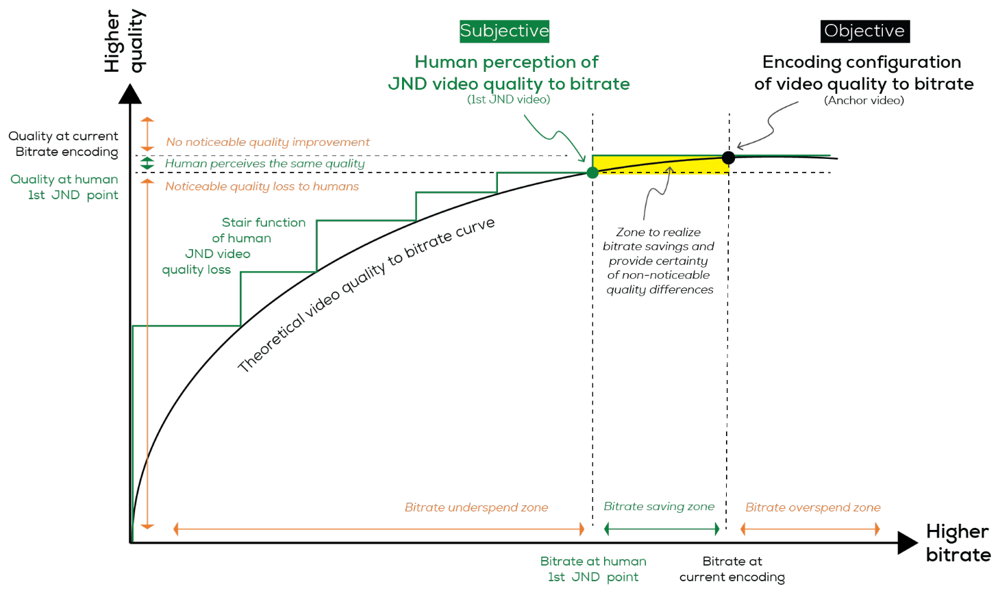 Higher
quality
Subjective
Human perception of
JND video quality to bitrate
(1st JND video)
Objective
Encoding configuration
of video quality to bitrate
(Anchor video)
Quality at current
Bitrate encoding
No noticeable quality improvement
Human perceives the same quality
Quality at human
1st JND point
Noticeable quality loss to humans
Stair function
of human
JND video
quality loss
Theoretical video quality to bitrate curve
Zone to realize
bitrate savings and
provide certainty
of non-noticeable
quality differences
Bitrate underspend zone
Bitrate saving zone
Bitrate overspend zone
Higher
bitrate
Bitrate at human
1st JND point
Bitrate at
current encoding